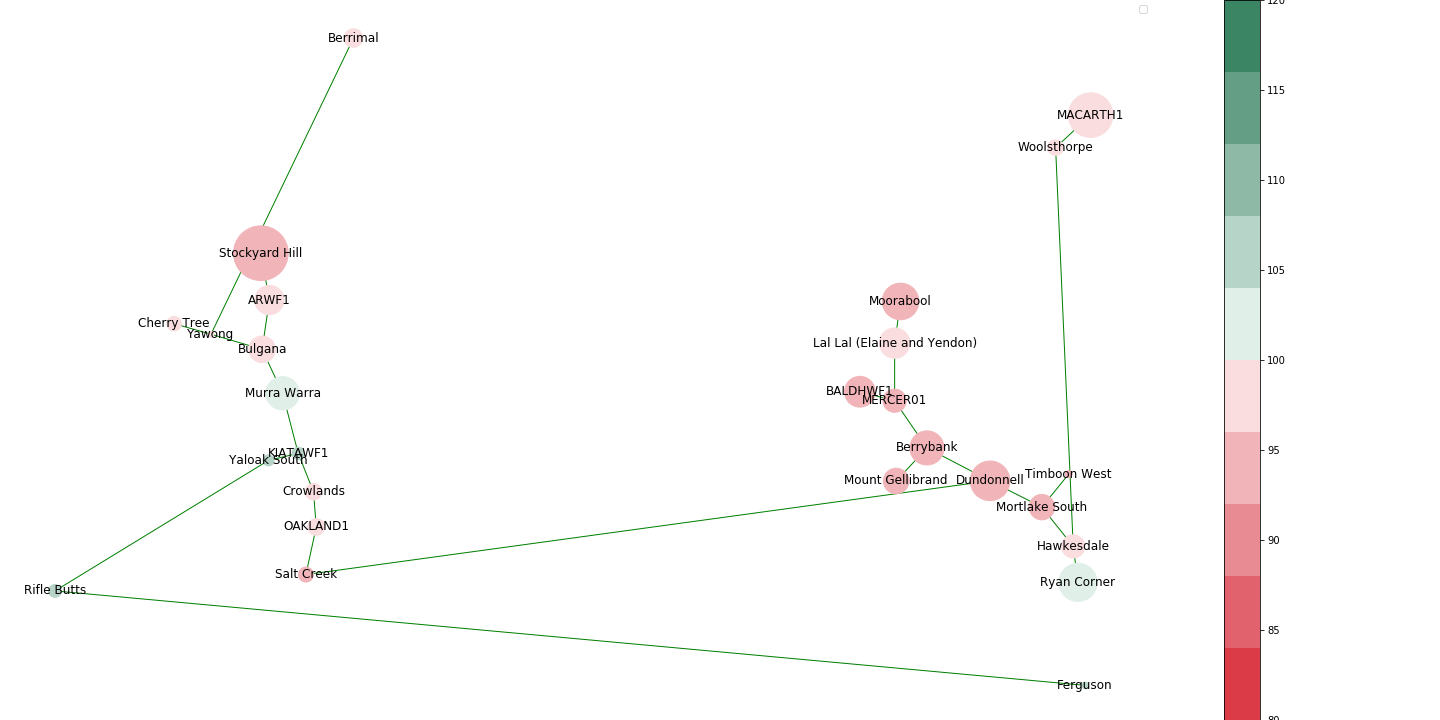 120
Berrimal
115
MACARTH1
Woolsthorpe
110
Stockyard Hill
105
ARWF1
Moorabool
Cherry Tree
Yawong
Lal Lal (Elaine and Yendon)
Bulgana
100
Murra Warra
BALDHWF1
MERCER01
Berrybank
95
KIATAWF1
Yaloak South
Timboon West
Mount Gellibrand
Dundonnell
Crowlands
Mortlake South
OAKLAND1
90
Hawkesdale
Salt Creek
Ryan Corner
Rifle Butts
85
Ferguson
80